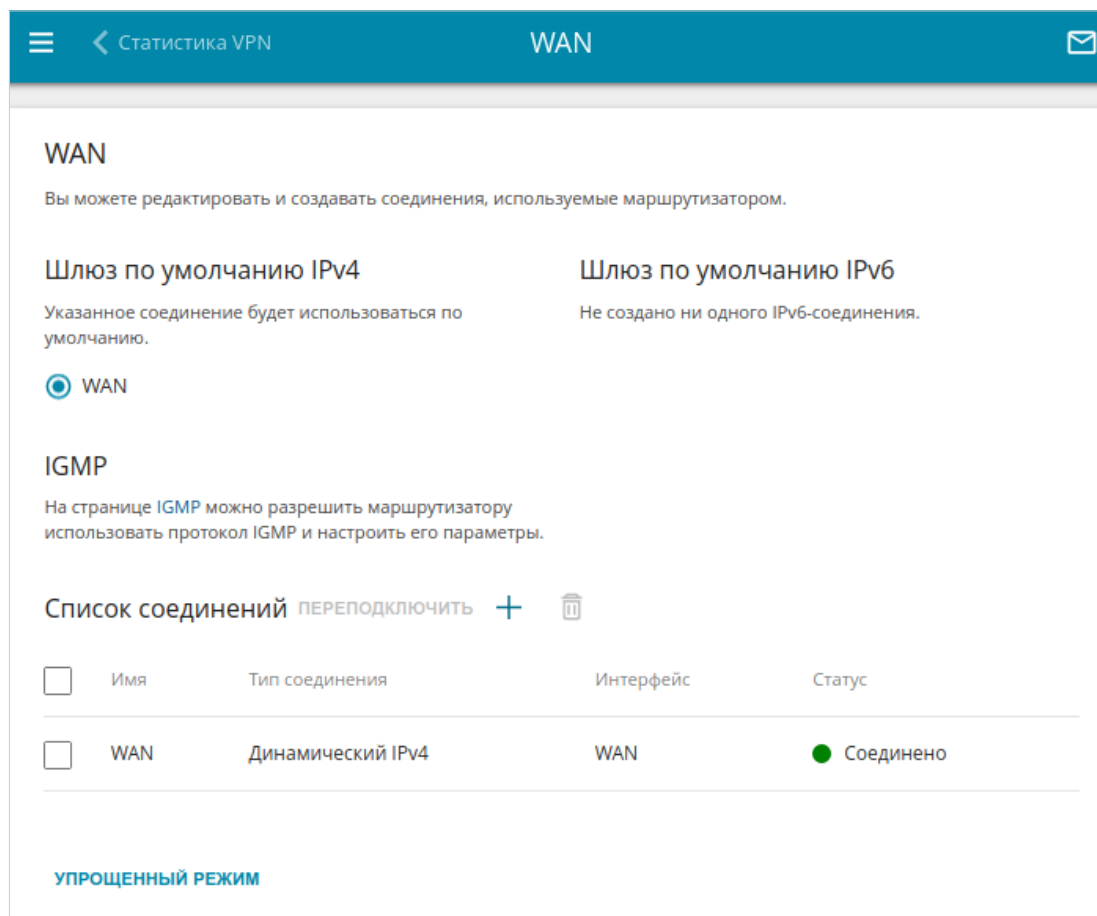 Статистика VPN
WAN
WAN
Вы можете редактировать и создавать соединения, используемые маршрутизатором.
Шлюз по умолчанию IPv4
Указанное соединение будет использоваться по
умолчанию.
WAN
Шлюз по умолчанию IPv6
Не создано ни одного IPv6-соединения.
IGMP
На странице IGMP можно разрешить маршрутизатору
использовать протокол IGMP и настроить его параметры.
Список соединений ПЕРЕПОДКЛЮЧИТЬ
Имя Тип соединения Интерфейс Статус
WAN Динамический IPv4 WAN Соединено
УПРОЩЕННЫЙ РЕЖИМ